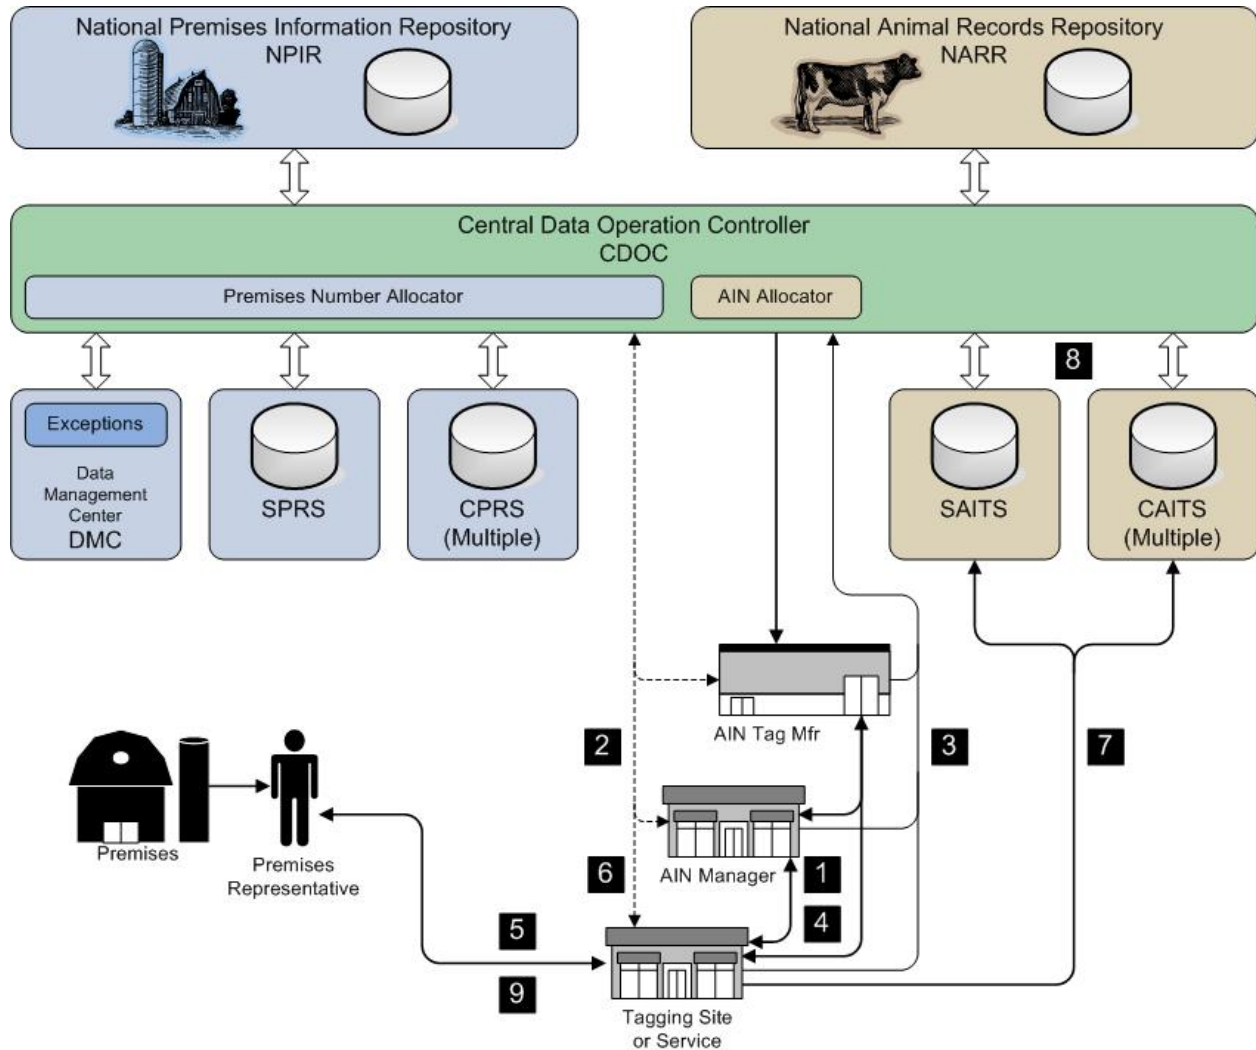 National Premises Information Repository
NPIR
National Animal Records Repository
NARR
Central Data Operation Controller
CDOC
Premises Number Allocator
AIN Allocator
8
Exceptions
Data
Management
Center
DMC
SPRS
CPRS
(Multiple)
SAITS
CAITS
(Multiple)
AIN Tag Mfr
2
3
7
Premises
Premises
Representative
AIN Manager
6
1
4
5
9
Tagging Site
or Service